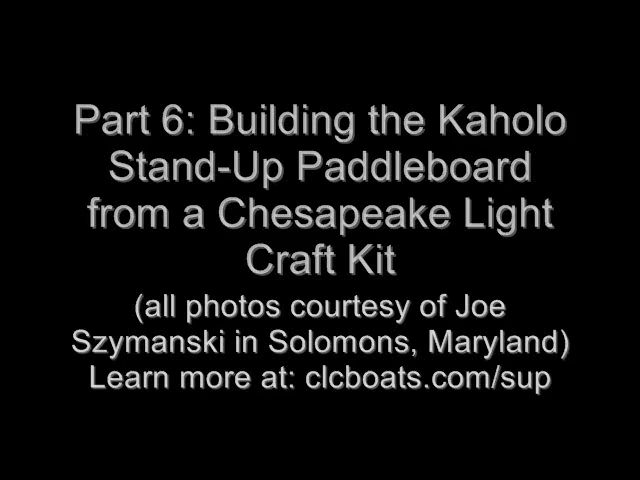 Part 6: Building the Kaholo
Stand-Up Paddleboard
from a Chesapeake Light
Craft Kit
(all photos courtesy of Joe
Szymanski in Solomons, Maryland)
Learn more at: clcboats.com/sup